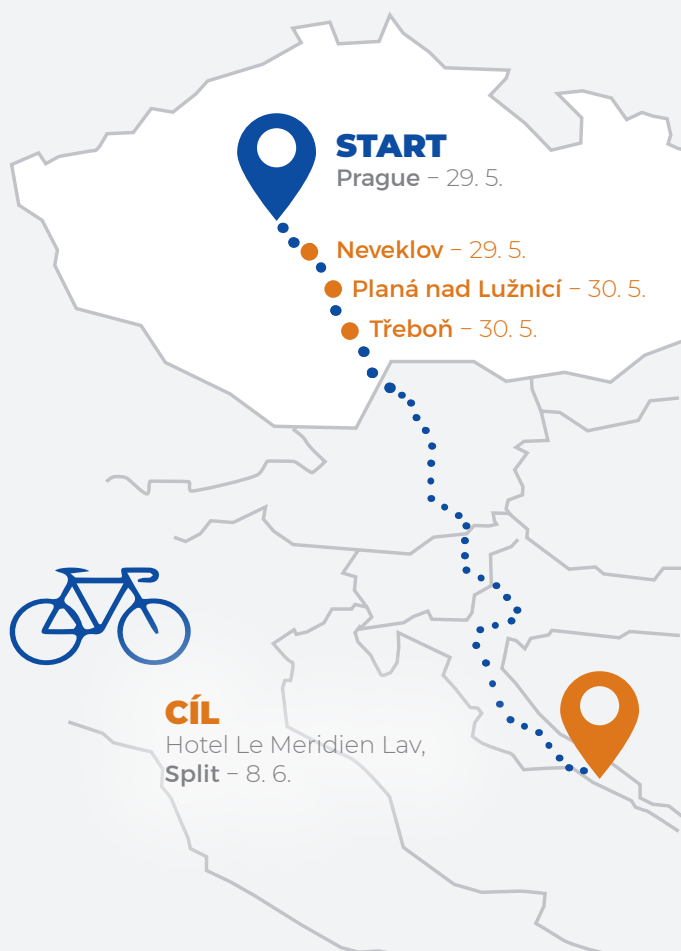 START
Prague – 29. 5.
Neveklov – 29. 5.
Planá nad Lužnicí – 30. 5.
Třeboň – 30. 5.
CÍL
Hotel Le Meridien Lav,
Split – 8. 6.